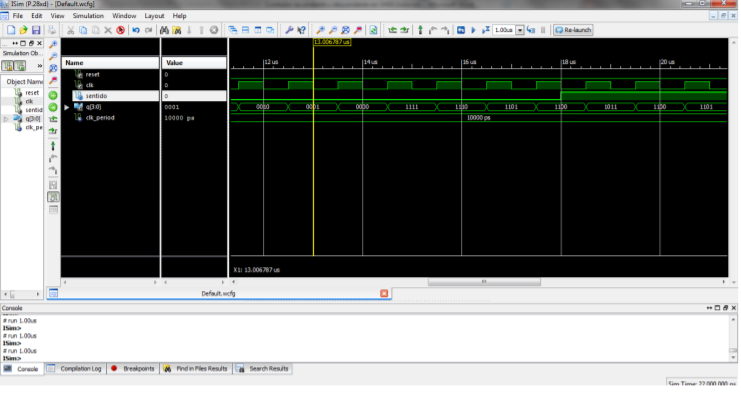 ISim (P.28xd) - [Default.wcfg]
File Edit View Simulation Window Layout Help
1.00us Re-launch
Simulation Ob...
Object Name
reset
clk
sentido
q[3:0]
clk_pe
Name Value
reset 0
clk 0
sentido 0
q[3:0] 0001
clk_period 10000 ps
13.006787 us
12 us 14 us 16 us 18 us 20 us
0010 0001 0000 1111 1110 1101 1100 1011 1100 1101
10000 ps
X1: 13.006787 us
Default.wcfg
Console
# run 1.00us
ISim>
# run 1.00us
ISim>
# run 1.00us
ISim>
Console Compilation Log Breakpoints Find in Files Results Search Results
Sim Time: 22,000,000 ps